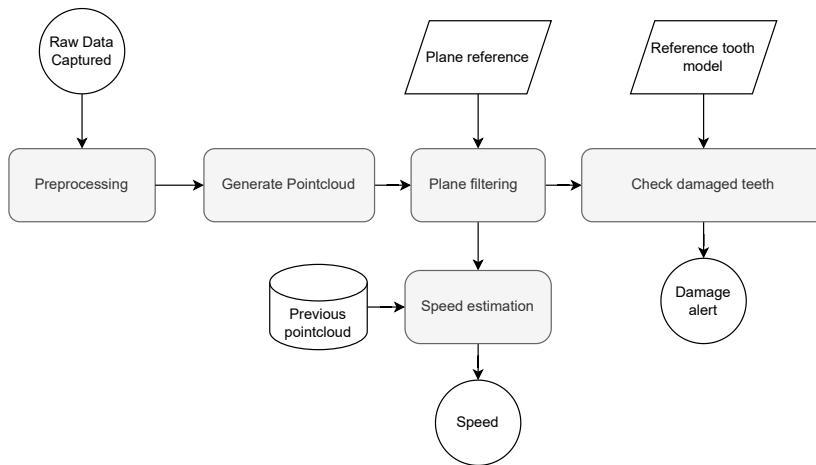 Raw Data
Captured
Plane reference
Reference tooth
model
Preprocessing
Generate Pointcloud
Plane filtering
Check damaged teeth
Previous
pointcloud
Speed estimation
Damage
alert
Speed